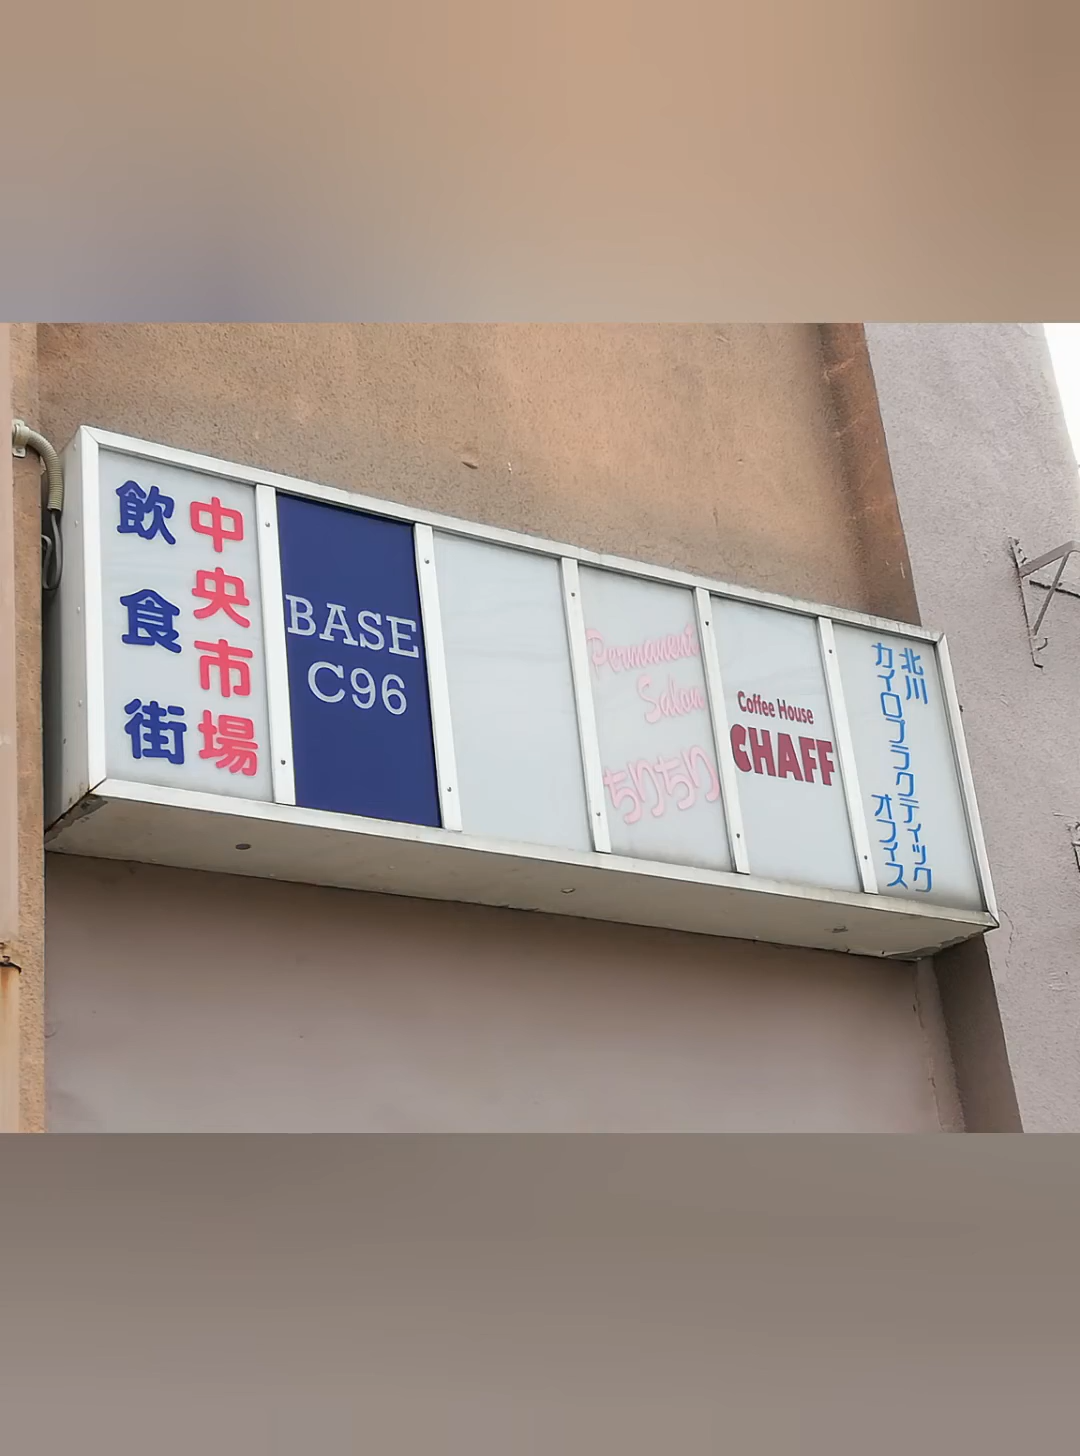 中央市場
飲食街
BASE
C96
Permanent
Salon
ちりちり
Coffee House
CHAFF
北川
カイロプラクティック
オフィス